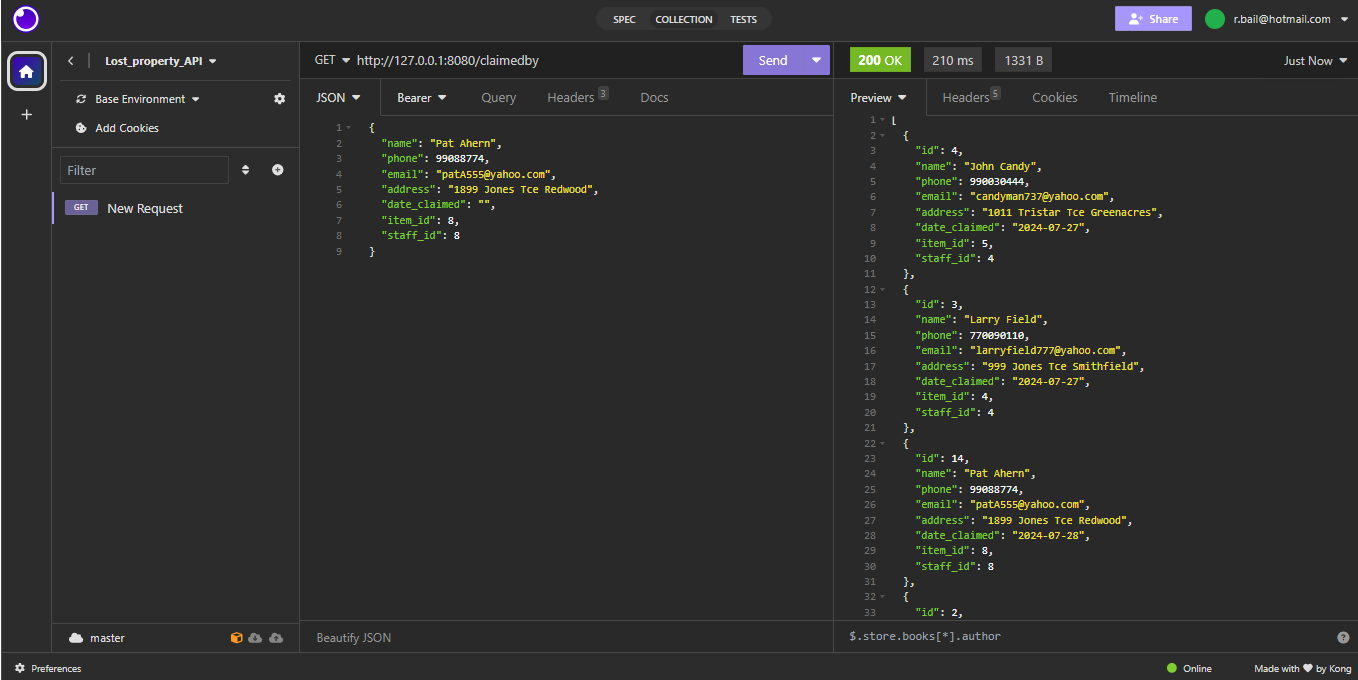 SPEC COLLECTION TESTS Share r.bail@hotmail.com
Lost_property_API
Base Environment
Add Cookies
Filter
GET New Request
master
GET http://127.0.0.1:8080/claimedby Send
JSON Bearer Query Headers 3 Docs
1 {
2 "name": "Pat Ahern",
3 "phone": 99088774,
4 "email": "patA555@yahoo.com",
5 "address": "1899 Jones Tce Redwood",
6 "date_claimed": "",
7 "item_id": 8,
8 "staff_id": 8
9 }
Beautify JSON
200 OK 210 ms 1331 B Just Now
Preview Headers 5 Cookies Timeline
1 [
2 {
3 "id": 4,
4 "name": "John Candy",
5 "phone": 990030444,
6 "email": "candyman737@yahoo.com",
7 "address": "1011 Tristar Tce Greenacres",
8 "date_claimed": "2024-07-27",
9 "item_id": 5,
10 "staff_id": 4
11 },
12 {
13 "id": 3,
14 "name": "Larry Field",
15 "phone": 770090110,
16 "email": "larryfield777@yahoo.com",
17 "address": "999 Jones Tce Smithfield",
18 "date_claimed": "2024-07-27",
19 "item_id": 4,
20 "staff_id": 4
21 },
22 {
23 "id": 14,
24 "name": "Pat Ahern",
25 "phone": 99088774,
26 "email": "patA555@yahoo.com",
27 "address": "1899 Jones Tce Redwood",
28 "date_claimed": "2024-07-28",
29 "item_id": 8,
30 "staff_id": 8
31 },
32 {
33 "id": 2,
$.store.books[*].author
Preferences
Online Made with by Kong